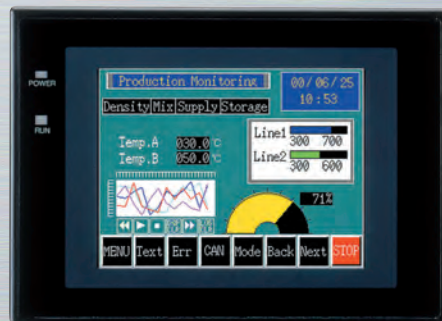 POWER
RUN
Production Monitoring
00/06/25
10:53
Density Mix Supply Storage
Temp.A 030.0℃
Temp.B 050.0℃
Line1
300 700
Line2
300 600
71%
MENU Text Err CAN Mode Back Next STOP